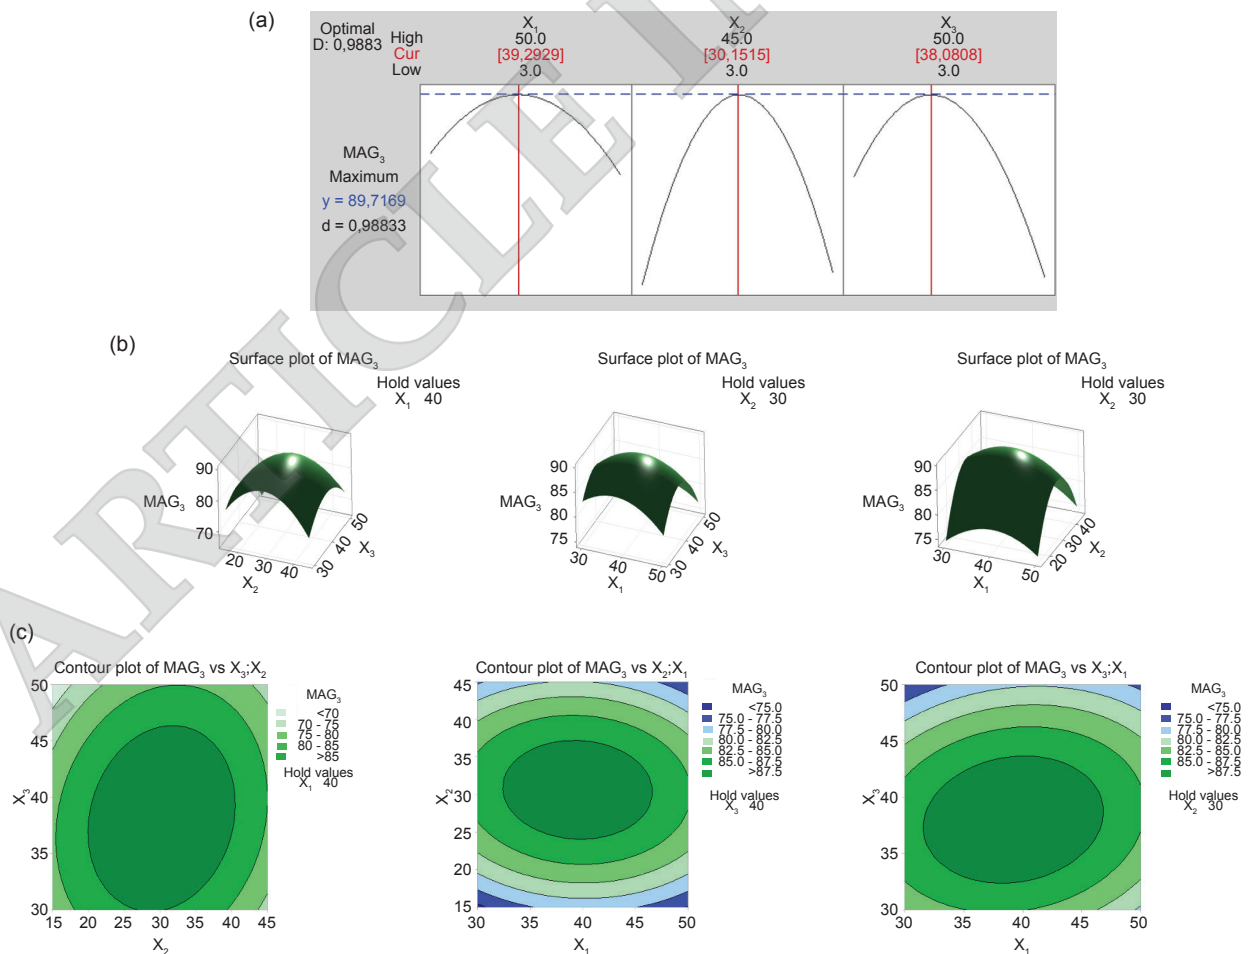 (a)
Optimal
D: 0,9883
High
Cur
Low
X₁
50.0
[39,2929]
3.0
X₂
45.0
[30,1515]
3.0
X₃
50.0
[38,0808]
3.0
MAG₃
Maximum
y = 89,7169
d = 0,98833
(b)
Surface plot of MAG₃
Hold values
X₁ 40
90
80
70
MAG₃
20 30 40
X₂
30 40 50
X₃
Surface plot of MAG₃
Hold values
X₂ 30
90
85
80
75
MAG₃
30 40 50
X₁
30 40 50
X₃
Surface plot of MAG₃
Hold values
X₂ 30
90
85
80
75
MAG₃
30 40 50
X₁
20 30 40
X₂
(c)
Contour plot of MAG₃ vs X₃;X₂
50
45
40
35
30
X₃
15 20 25 30 35 40 45
X₂
MAG₃
<70
70 - 75
75 - 80
80 - 85
>85
Hold values
X₁ 40
Contour plot of MAG₃ vs X₂;X₁
45
40
35
30
25
20
15
X₂
30 35 40 45 50
X₁
MAG₃
<75.0
75.0 - 77.5
77.5 - 80.0
80.0 - 82.5
82.5 - 85.0
85.0 - 87.5
>87.5
Hold values
X₃ 40
Contour plot of MAG₃ vs X₃;X₁
50
45
40
35
30
X₃
30 35 40 45 50
X₁
MAG₃
<75.0
75.0 - 77.5
77.5 - 80.0
80.0 - 82.5
82.5 - 85.0
85.0 - 87.5
>87.5
Hold values
X₂ 30
ARTICLE I